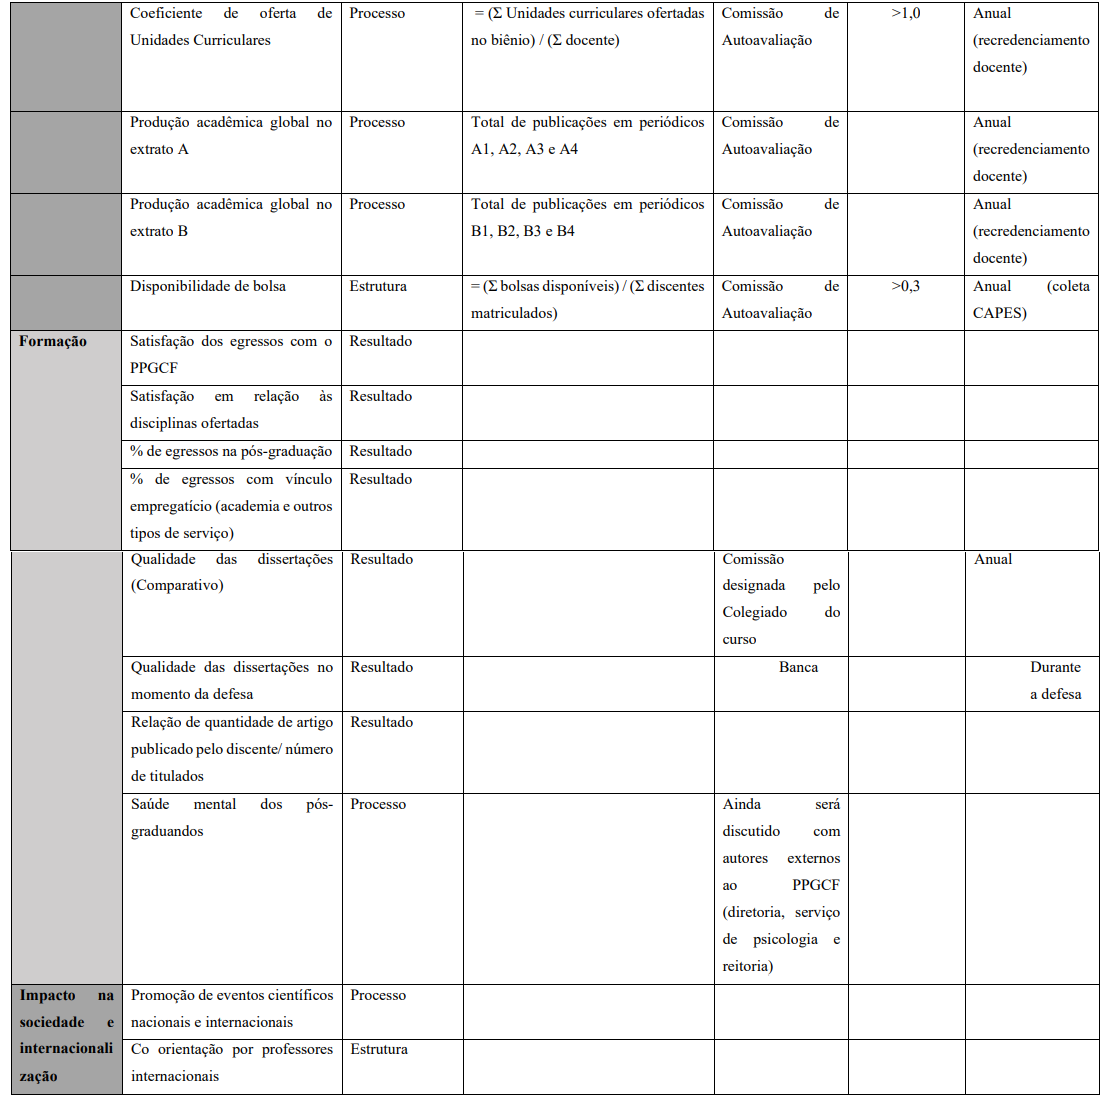 Coeficiente de oferta de
Unidades Curriculares
Processo
= (Σ Unidades curriculares ofertadas
no biênio) / (Σ docente)
Comissão de
Autoavaliação
>1,0
Anual
(recredenciamento
docente)
Produção acadêmica global no
extrato A
Processo
Total de publicações em periódicos
A1, A2, A3 e A4
Comissão de
Autoavaliação
Anual
(recredenciamento
docente)
Produção acadêmica global no
extrato B
Processo
Total de publicações em periódicos
B1, B2, B3 e B4
Comissão de
Autoavaliação
Anual
(recredenciamento
docente)
Disponibilidade de bolsa
Estrutura
= (Σ bolsas disponíveis) / (Σ discentes
matriculados)
Comissão de
Autoavaliação
>0,3
Anual (coleta
CAPES)
Formação
Satisfação dos egressos com o
PPGCF
Resultado
Satisfação em relação às
disciplinas ofertadas
Resultado
% de egressos na pós-graduação
Resultado
% de egressos com vínculo
empregatício (academia e outros
tipos de serviço)
Resultado
Qualidade das dissertações
(Comparativo)
Resultado
Comissão
designada pelo
Colegiado do
curso
Anual
Qualidade das dissertações no
momento da defesa
Resultado
Banca
Durante
a defesa
Relação de quantidade de artigo
publicado pelo discente/ número
de titulados
Resultado
Saúde mental dos pós-
graduandos
Processo
Ainda será
discutido com
autores externos
ao PPGCF
(diretoria, serviço
de psicologia e
reitoria)
Impacto na
sociedade e
internacionali
zação
Promoção de eventos científicos
nacionais e internacionais
Processo
Co orientação por professores
internacionais
Estrutura